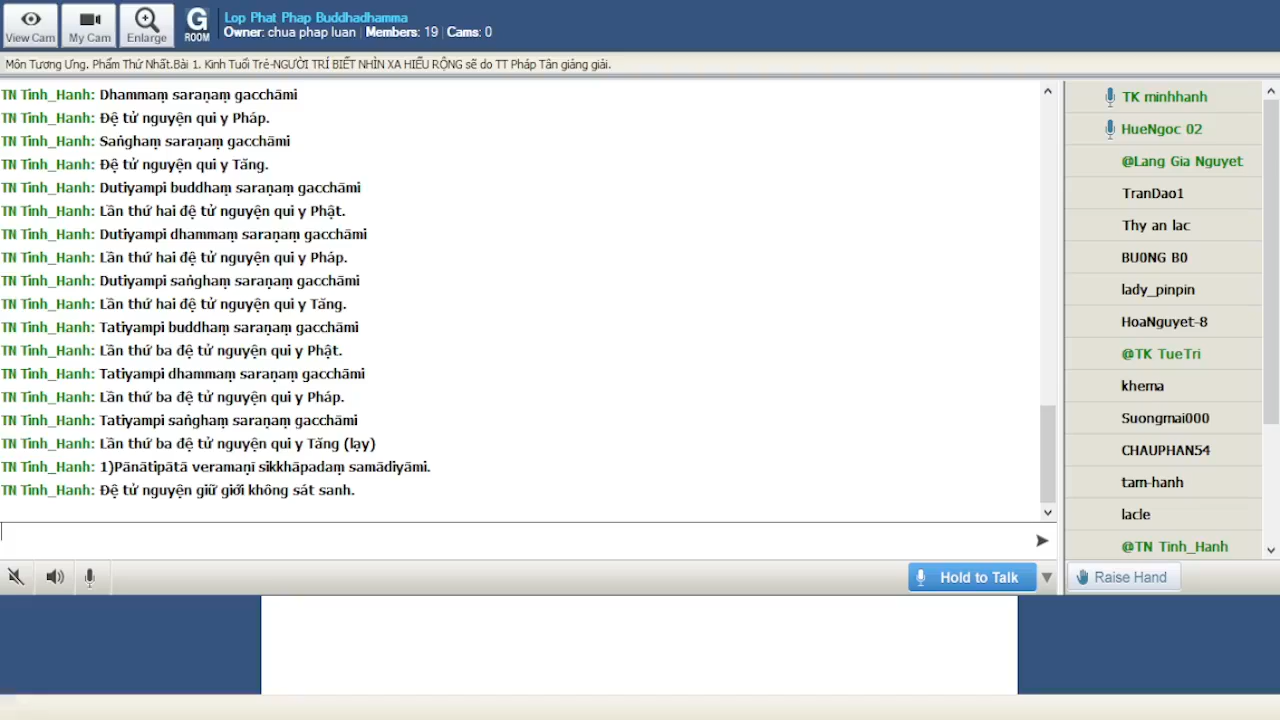 Lop Phat Phap Buddhadhamma
View Cam
My Cam
Enlarge
G ROOM
Owner: chua phap luan | Members: 19 | Cams: 0
Môn Tương Ưng. Phẩm Thứ Nhất.Bài 1. Kinh Tuổi Trẻ-NGƯỜI TRÍ BIẾT NHÌN XA HIỂU RỘNG sẽ do TT Pháp Tân giảng giải.
TN Tinh_Hanh: Dhammaṃ saraṇaṃ gacchāmi
TN Tinh_Hanh: Đệ tử nguyện qui y Pháp.
TN Tinh_Hanh: Saṅghaṃ saraṇaṃ gacchāmi
TN Tinh_Hanh: Đệ tử nguyện qui y Tăng.
TN Tinh_Hanh: Dutiyampi buddhaṃ saraṇaṃ gacchāmi
TN Tinh_Hanh: Lần thứ hai đệ tử nguyện qui y Phật.
TN Tinh_Hanh: Dutiyampi dhammaṃ saraṇaṃ gacchāmi
TN Tinh_Hanh: Lần thứ hai đệ tử nguyện qui y Pháp.
TN Tinh_Hanh: Dutiyampi saṅghaṃ saraṇaṃ gacchāmi
TN Tinh_Hanh: Lần thứ hai đệ tử nguyện qui y Tăng.
TN Tinh_Hanh: Tatiyampi buddhaṃ saraṇaṃ gacchāmi
TN Tinh_Hanh: Lần thứ ba đệ tử nguyện qui y Phật.
TN Tinh_Hanh: Tatiyampi dhammaṃ saraṇaṃ gacchāmi
TN Tinh_Hanh: Lần thứ ba đệ tử nguyện qui y Pháp.
TN Tinh_Hanh: Tatiyampi saṅghaṃ saraṇaṃ gacchāmi
TN Tinh_Hanh: Lần thứ ba đệ tử nguyện qui y Tăng (lạy)
TN Tinh_Hanh: 1)Pānātipātā veramaṇī sikkhāpadaṃ samādiyāmi.
TN Tinh_Hanh: Đệ tử nguyện giữ giới không sát sanh.
TK minhhanh
HueNgoc 02
@Lang Gia Nguyet
TranDao1
Thy an lac
BU0NG B0
lady_pinpin
HoaNguyet-8
@TK TueTri
khema
Suongmai000
CHAUPHAN54
tam-hanh
lacle
@TN Tinh_Hanh
Hold to Talk
Raise Hand